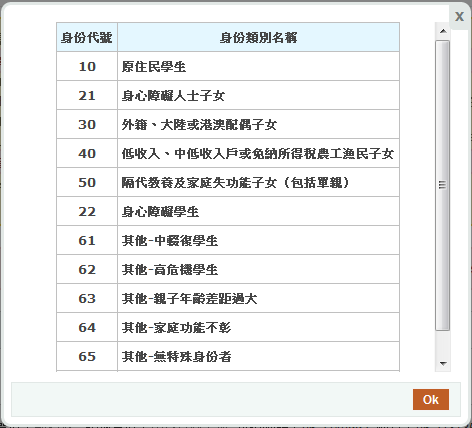 x
身份代號 身份類別名稱
10 原住民學生
21 身心障礙人士子女
30 外籍、大陸或港澳配偶子女
40 低收入、中低收入戶或免納所得稅農工漁民子女
50 隔代教養及家庭失功能子女（包括單親）
22 身心障礙學生
61 其他-中輟復學生
62 其他-高危機學生
63 其他-親子年齡差距過大
64 其他-家庭功能不彰
65 其他-無特殊身份者
Ok